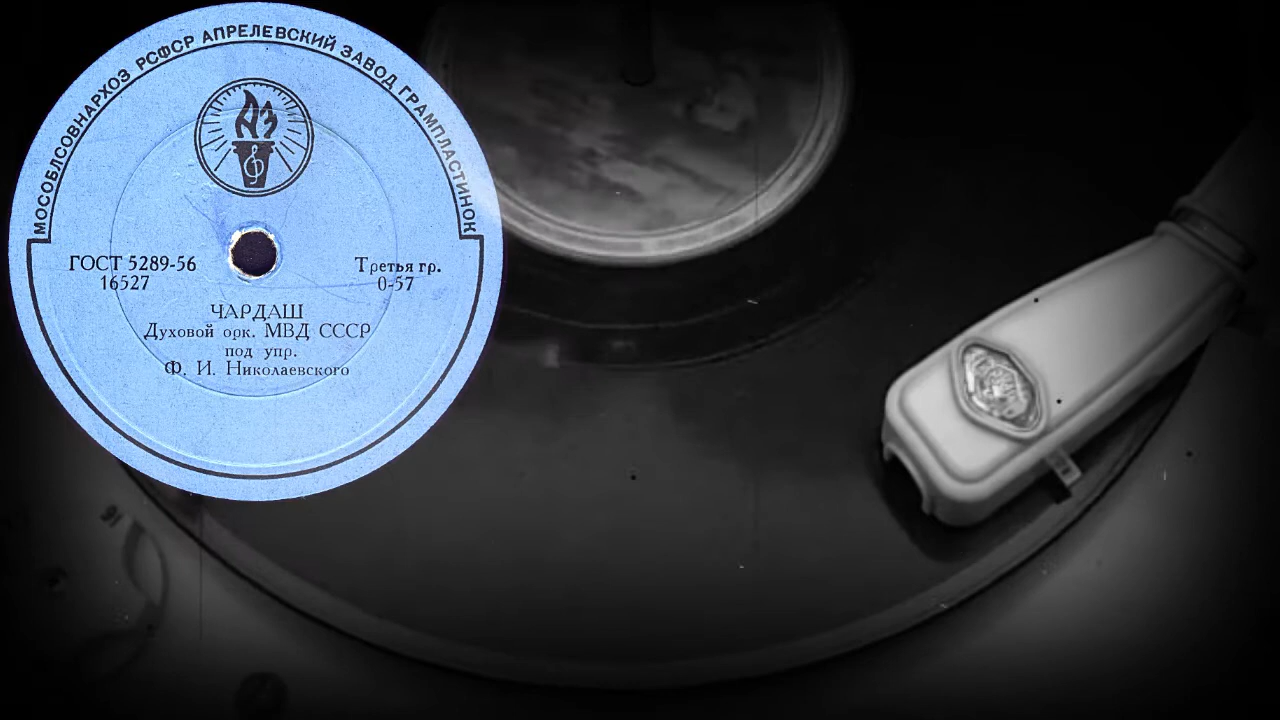 МОСОБЛСОВНАРХОЗ РСФСР АПРЕЛЕВСКИЙ ЗАВОД ГРАМПЛАСТИНОК
АЗ
ГОСТ 5289-56
16527
Третья гр.
0-57
ЧАРДАШ
Духовой орк. МВД СССР
под упр.
Ф. И. Николаевского
16